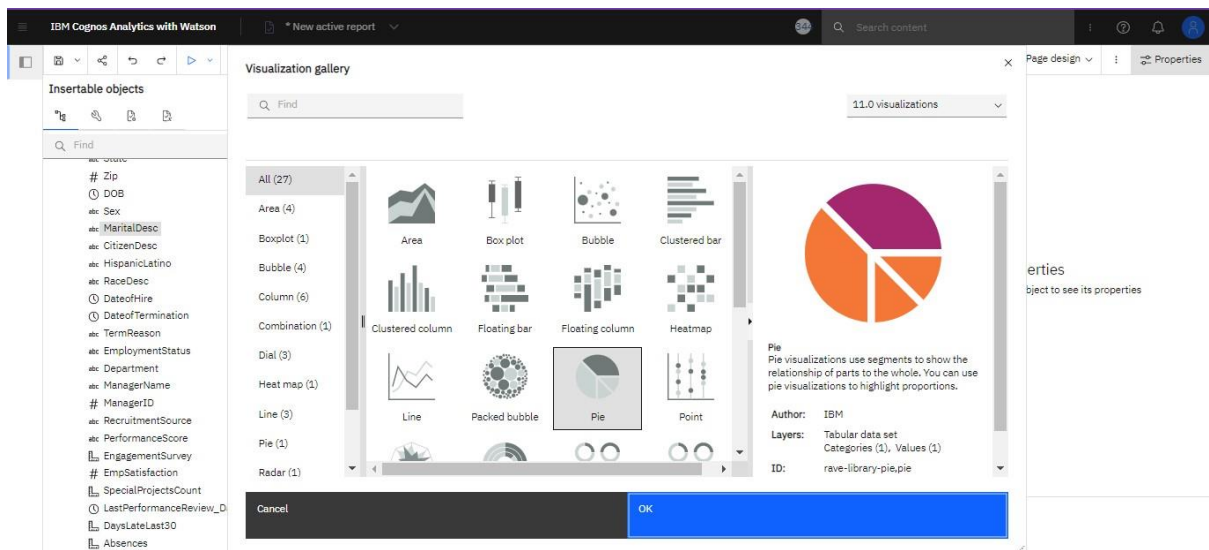 IBM Cognos Analytics with Watson
* New active report
Search content
Page design
Properties
Insertable objects
Find
State
# Zip
DOB
abc Sex
abc MaritalDesc
abc CitizenDesc
abc HispanicLatino
abc RaceDesc
DateofHire
DateofTermination
abc TermReason
abc EmploymentStatus
abc Department
abc ManagerName
# ManagerID
abc RecruitmentSource
abc PerformanceScore
EngagementSurvey
# EmpSatisfaction
SpecialProjectsCount
LastPerformanceReview_D
DaysLateLast30
Absences
Visualization gallery
Find
11.0 visualizations
All (27)
Area (4)
Boxplot (1)
Bubble (4)
Column (6)
Combination (1)
Dial (3)
Heat map (1)
Line (3)
Pie (1)
Radar (1)
Area
Box plot
Bubble
Clustered bar
Clustered column
Floating bar
Floating column
Heatmap
Line
Packed bubble
Pie
Point
Pie
Pie visualizations use segments to show the
relationship of parts to the whole. You can use
pie visualizations to highlight proportions.
Author: IBM
Layers: Tabular data set
Categories (1), Values (1)
ID: rave-library-pie,pie
Cancel
OK
erties
bject to see its properties